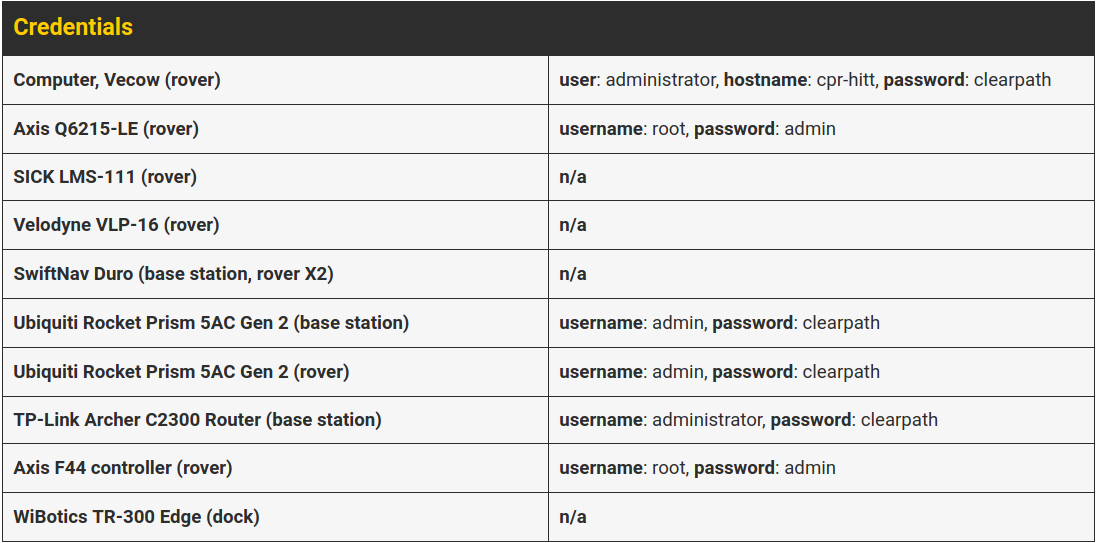 Credentials
Computer, Vecow (rover) user: administrator, hostname: cpr-hitt, password: clearpath
Axis Q6215-LE (rover) username: root, password: admin
SICK LMS-111 (rover) n/a
Velodyne VLP-16 (rover) n/a
SwiftNav Duro (base station, rover X2) n/a
Ubiquiti Rocket Prism 5AC Gen 2 (base station) username: admin, password: clearpath
Ubiquiti Rocket Prism 5AC Gen 2 (rover) username: admin, password: clearpath
TP-Link Archer C2300 Router (base station) username: administrator, password: clearpath
Axis F44 controller (rover) username: root, password: admin
WiBotics TR-300 Edge (dock) n/a